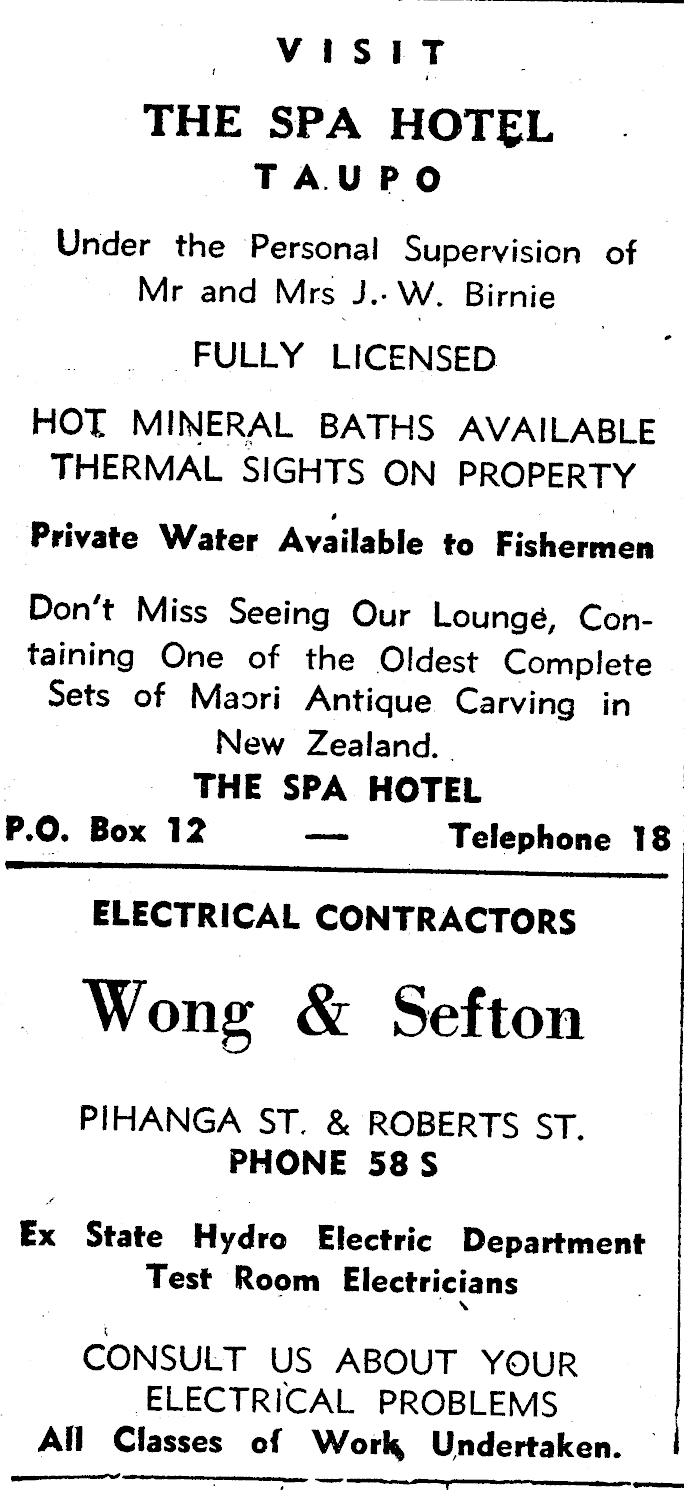 VISIT
THE SPA HOTEL
TAUPO
Under the Personal Supervision of
Mr and Mrs J. W. Birnie
FULLY LICENSED
HOT MINERAL BATHS AVAILABLE
THERMAL SIGHTS ON PROPERTY
Private Water Available to Fishermen
Don't Miss Seeing Our Lounge, Con-
taining One of the Oldest Complete
Sets of Maori Antique Carving in
New Zealand.
THE SPA HOTEL
P.O. Box 12 — Telephone 18
ELECTRICAL CONTRACTORS
Wong & Sefton
PIHANGA ST. & ROBERTS ST.
PHONE 58 S
Ex State Hydro Electric Department
Test Room Electricians
CONSULT US ABOUT YOUR
ELECTRICAL PROBLEMS
All Classes of Work Undertaken.